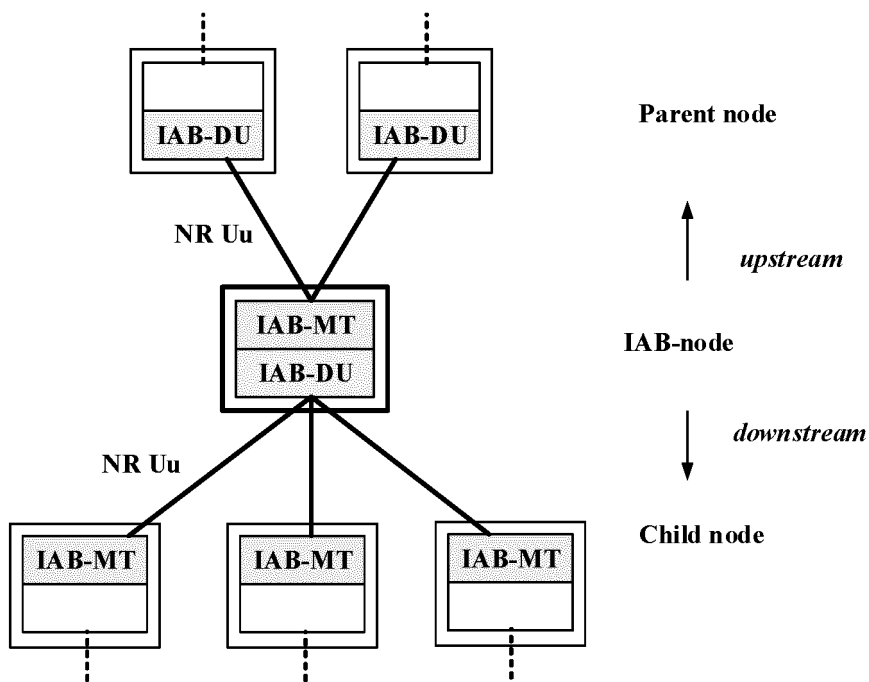 IAB-DU
IAB-DU
Parent node
NR Uu
upstream
IAB-MT
IAB-node
IAB-DU
downstream
NR Uu
Child node
IAB-MT
IAB-MT
IAB-MT